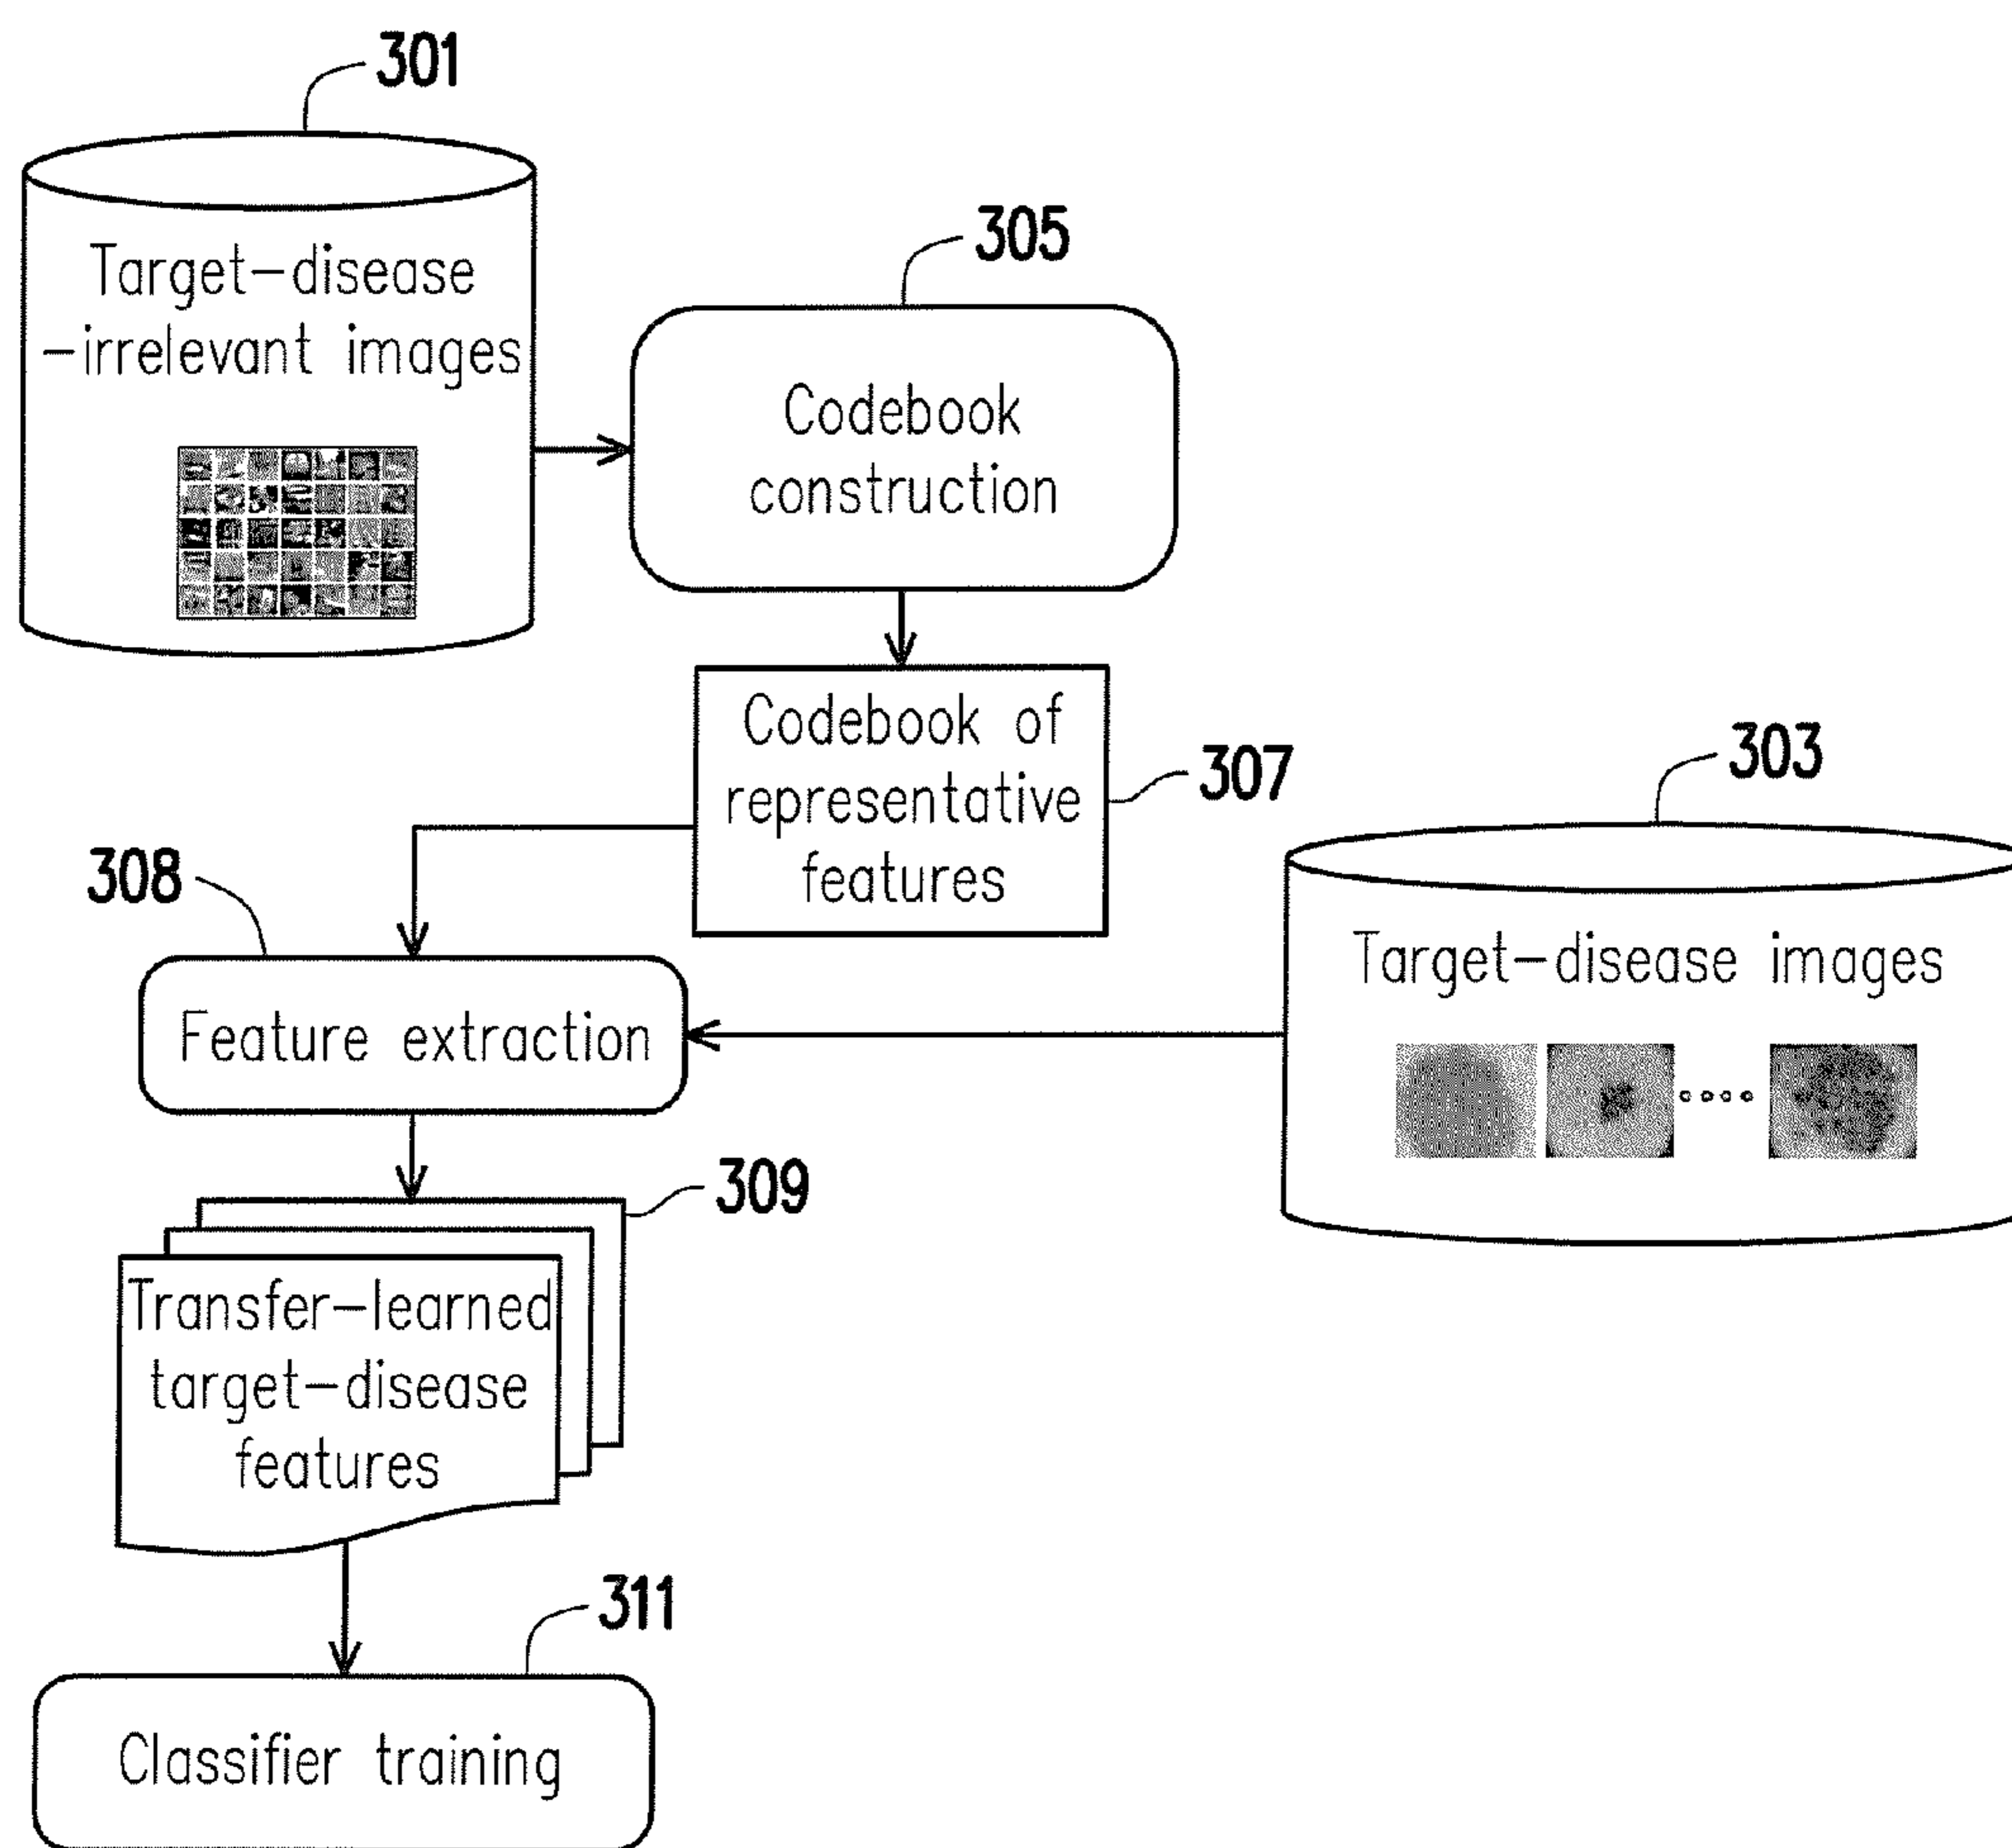 301
Target-disease
-irrelevant images
305
Codebook
construction
Codebook of
representative
features
307
303
Target-disease images
308
Feature extraction
309
Transfer-learned
target-disease
features
311
Classifier training